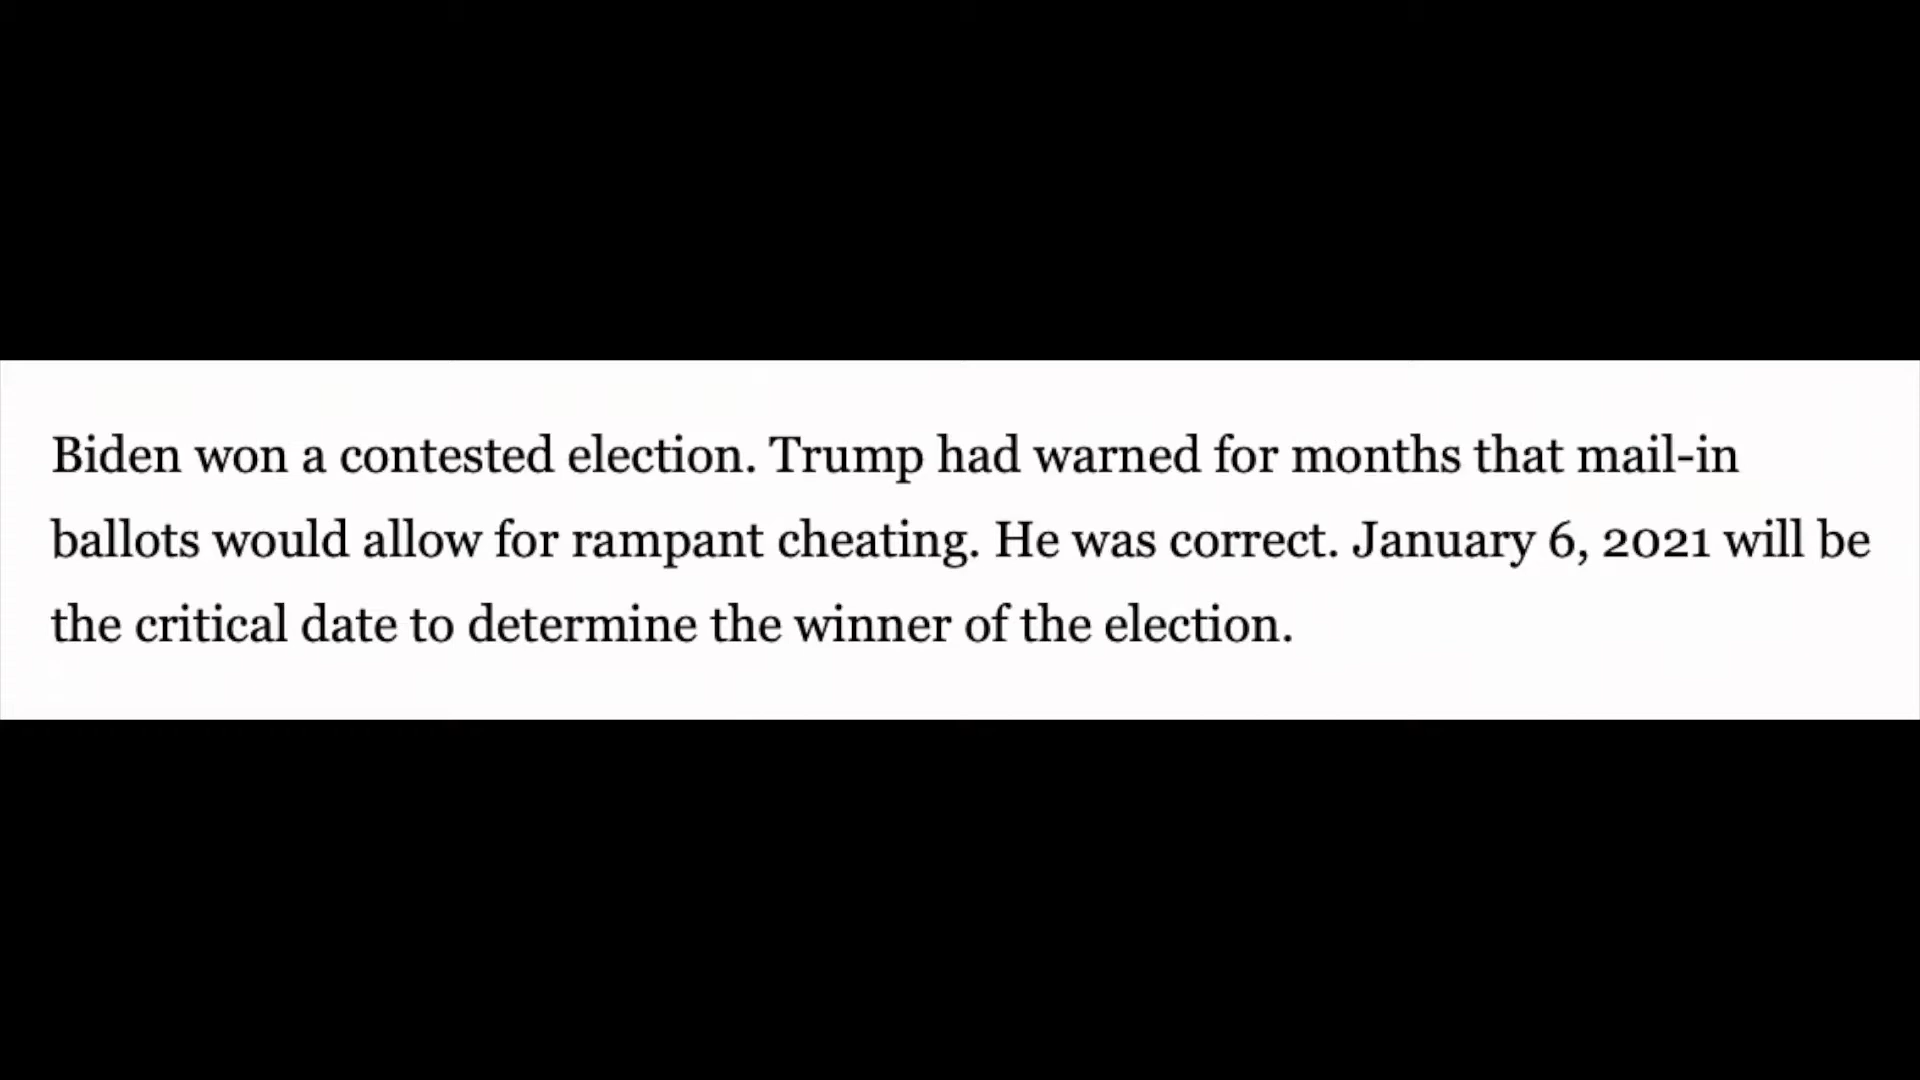 Biden won a contested election. Trump had warned for months that mail-in
ballots would allow for rampant cheating. He was correct. January 6, 2021 will be
the critical date to determine the winner of the election.